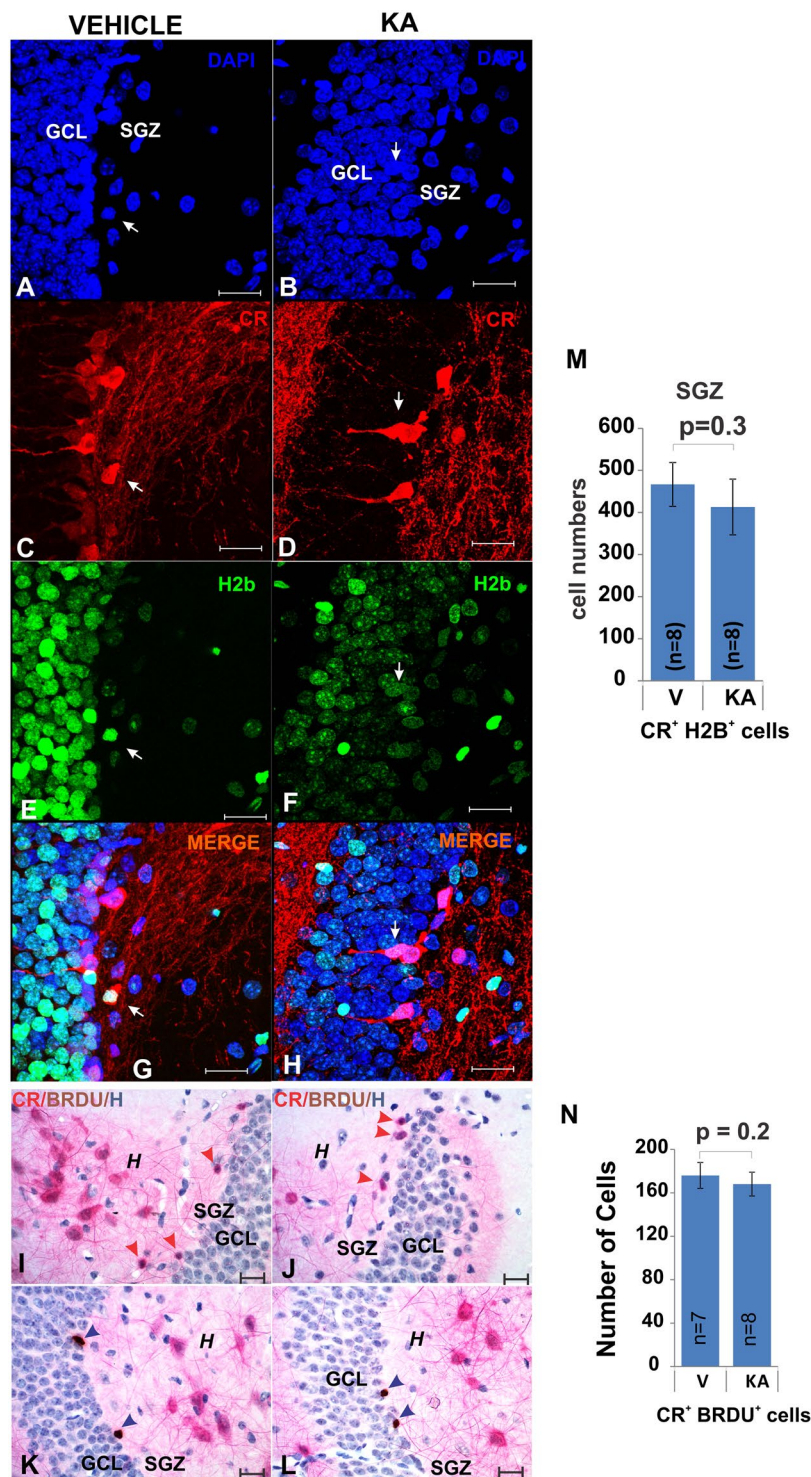 VEHICLE
KA
DAPI
GCL
SGZ
A
DAPI
GCL
SGZ
B
CR
C
CR
D
H2b
E
H2b
F
MERGE
G
MERGE
H
CR/BRDU/H
H
SGZ
GCL
I
CR/BRDU/H
H
SGZ
GCL
J
H
GCL
SGZ
K
H
GCL
SGZ
L
M
SGZ
p=0.3
600
500
400
300
200
100
0
cell numbers
(n=8)
(n=8)
V
KA
CR⁺ H2B⁺ cells
N
p = 0.2
200
160
120
80
40
0
Number of Cells
n=7
n=8
V
KA
CR⁺ BRDU⁺ cells